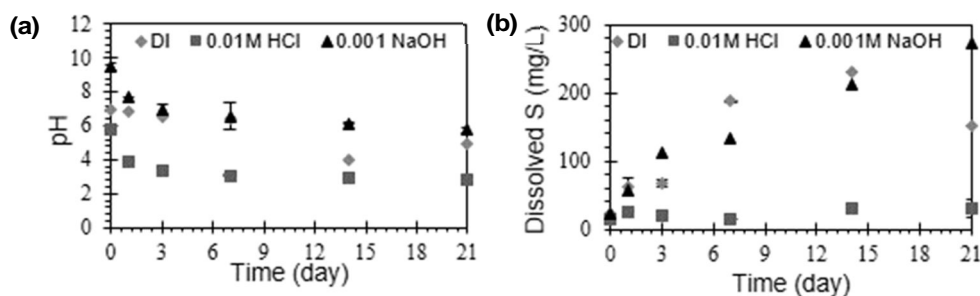 (a)
12
10
8
6
4
2
0
pH
DI 0.01M HCl 0.001 NaOH
0 3 6 9 12 15 18 21
Time (day)
(b)
300
200
100
0
Dissolved S (mg/L)
DI 0.01M HCl 0.001M NaOH
0 3 6 9 12 15 18 21
Time (day)